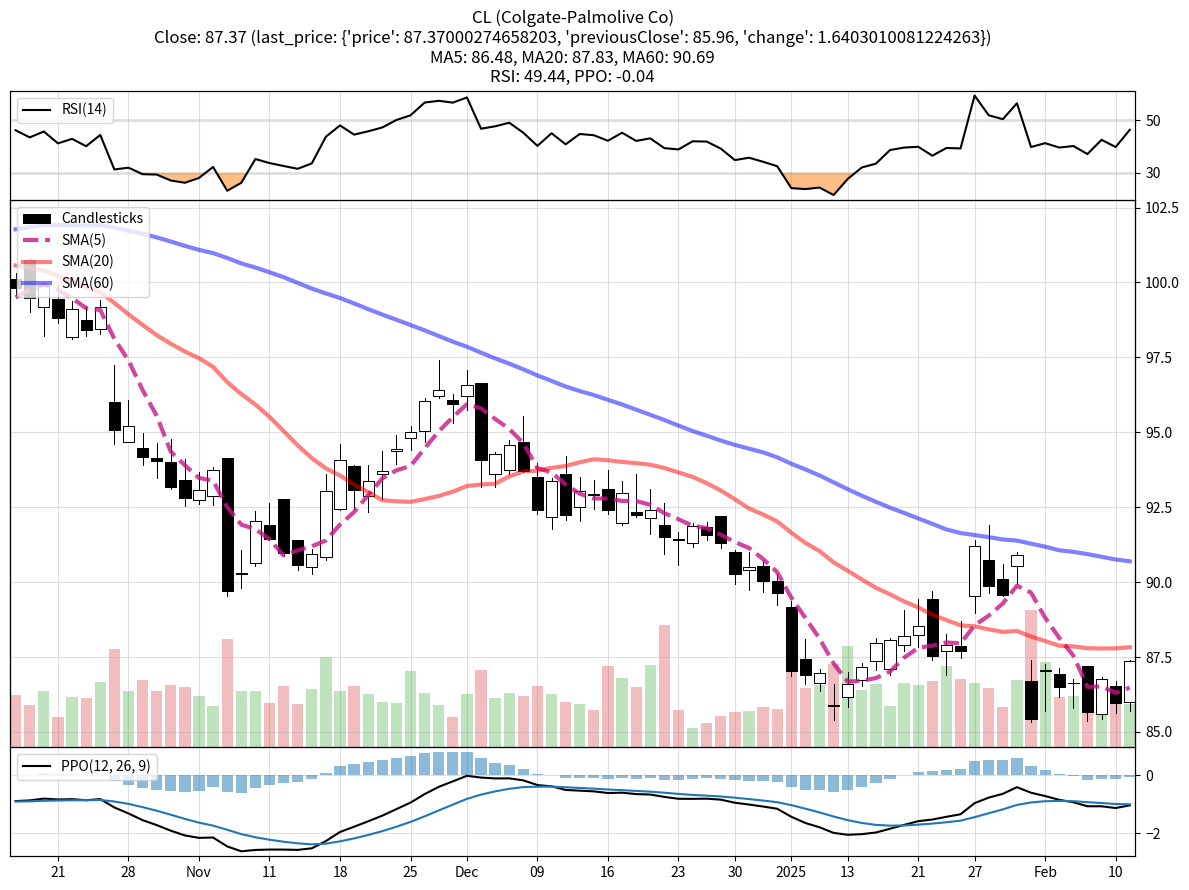 CL (Colgate-Palmolive Co)
Close: 87.37 (last_price: {'price': 87.37000274658203, 'previousClose': 85.96, 'change': 1.6403010081224263})
MA5: 86.48, MA20: 87.83, MA60: 90.69
RSI: 49.44, PPO: -0.04
RSI(14)
50
30
Candlesticks
SMA(5)
SMA(20)
SMA(60)
102.5
100.0
97.5
95.0
92.5
90.0
87.5
85.0
PPO(12, 26, 9)
0
−2
21 28 Nov 11 18 25 Dec 09 16 23 30 2025 13 21 27 Feb 10